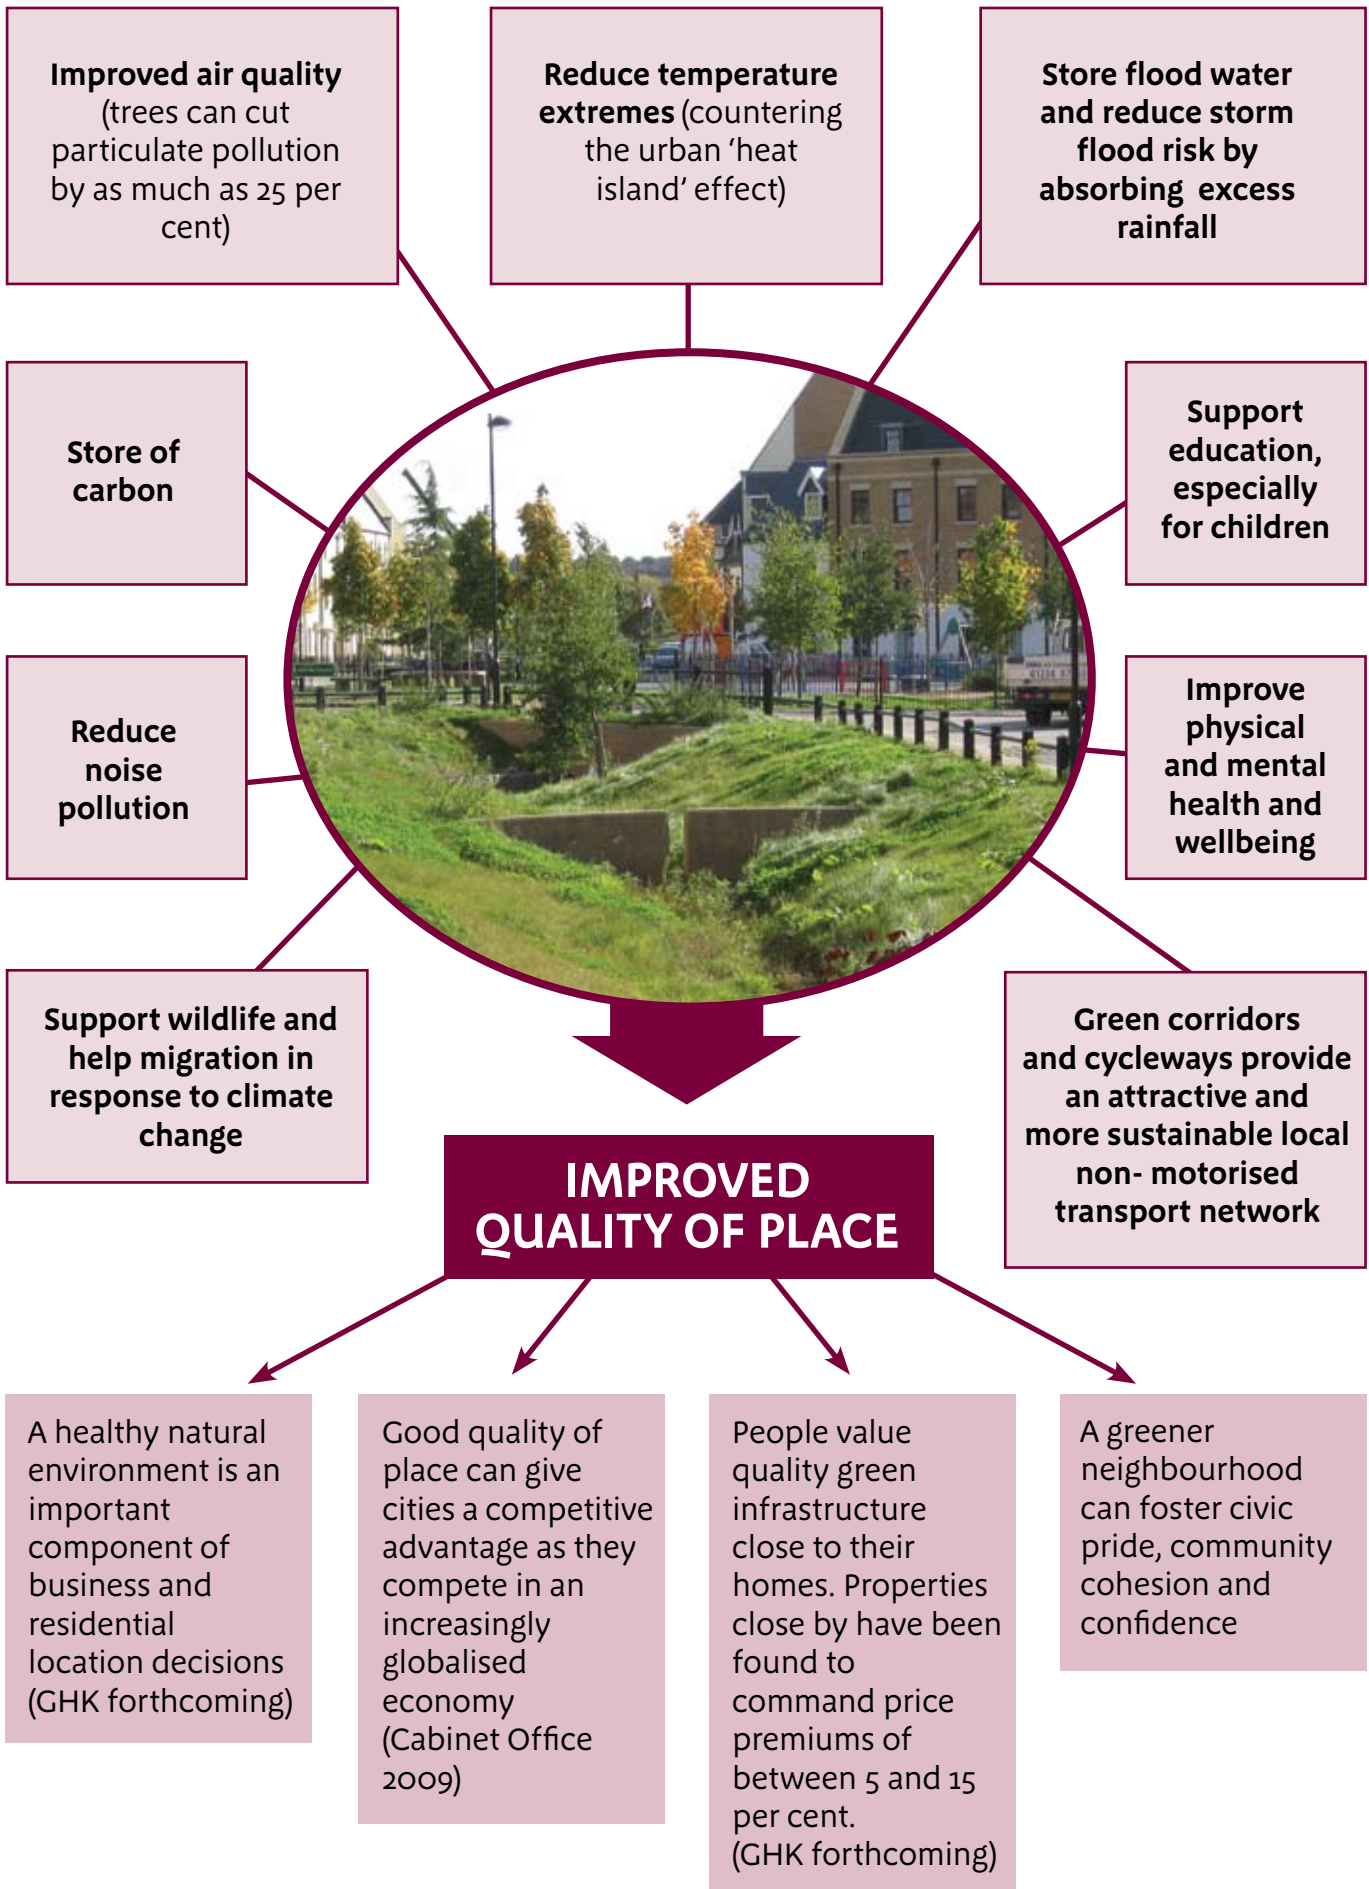 Improved air quality
(trees can cut
particulate pollution
by as much as 25 per
cent)
Reduce temperature
extremes (countering
the urban ‘heat
island’ effect)
Store flood water
and reduce storm
flood risk by
absorbing excess
rainfall
Store of
carbon
Support
education,
especially
for children
Reduce
noise
pollution
Improve
physical
and mental
health and
wellbeing
Support wildlife and
help migration in
response to climate
change
Green corridors
and cycleways provide
an attractive and
more sustainable local
non- motorised
transport network
IMPROVED
QUALITY OF PLACE
A healthy natural
environment is an
important
component of
business and
residential
location decisions
(GHK forthcoming)
Good quality of
place can give
cities a competitive
advantage as they
compete in an
increasingly
globalised
economy
(Cabinet Office
2009)
People value
quality green
infrastructure
close to their
homes. Properties
close by have been
found to
command price
premiums of
between 5 and 15
per cent.
(GHK forthcoming)
A greener
neighbourhood
can foster civic
pride, community
cohesion and
confidence